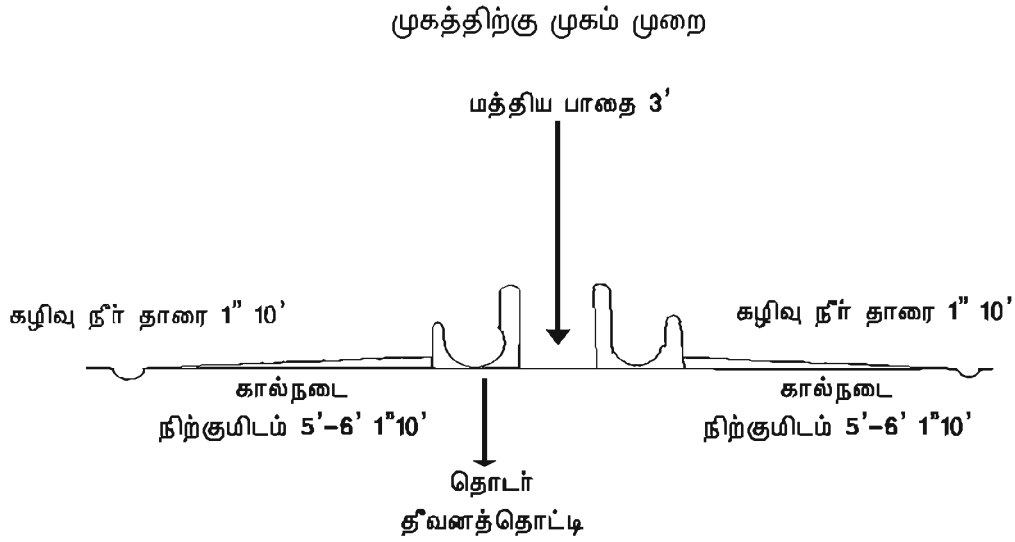 முகத்திற்கு முகம் முறை
மத்திய பாதை 3'
கழிவு நீர் தாரை 1" 10'
கழிவு நீர் தாரை 1" 10'
கால்நடை
நிற்குமிடம் 5'-6' 1"10'
கால்நடை
நிற்குமிடம் 5'-6' 1"10'
தொடர்
தீவனத்தொட்டி